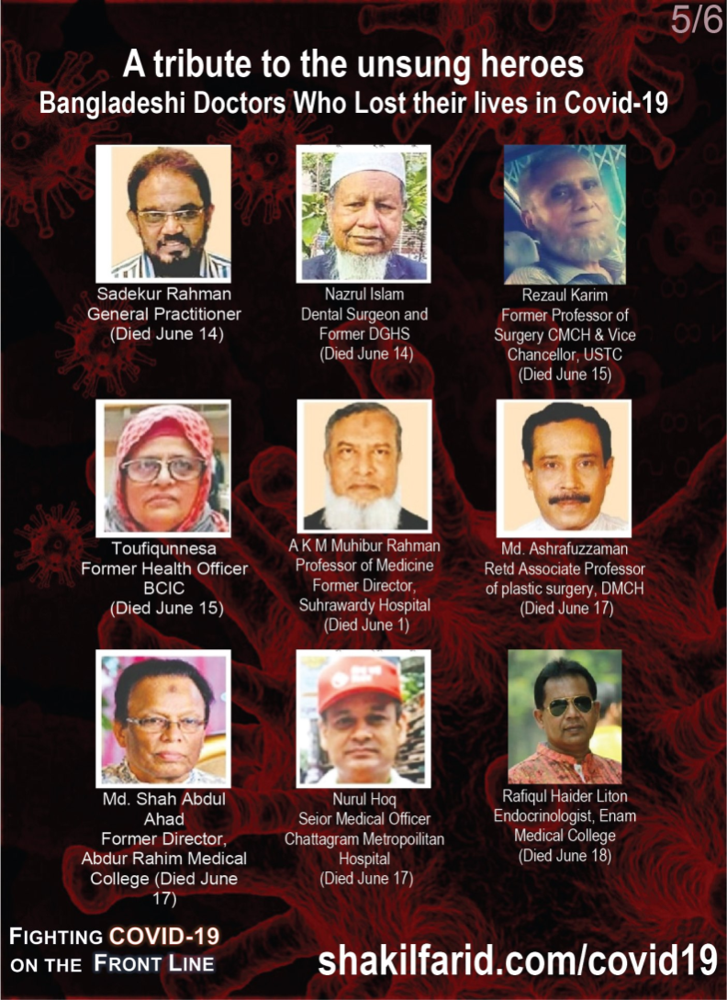 5/6
A tribute to the unsung heroes
Bangladeshi Doctors Who Lost their lives in Covid-19
Sadekur Rahman
General Practitioner
(Died June 14)
Nazrul Islam
Dental Surgeon and
Former DGHS
(Died June 14)
Rezaul Karim
Former Professor of
Surgery CMCH & Vice
Chancellor, USTC
(Died June 15)
Toufiqunnesa
Former Health Officer
BCIC
(Died June 15)
A K M Muhibur Rahman
Professor of Medicine
Former Director,
Suhrawardy Hospital
(Died June 1)
Md. Ashrafuzzaman
Retd Associate Professor
of plastic surgery, DMCH
(Died June 17)
Md. Shah Abdul
Ahad
Former Director,
Abdur Rahim Medical
College (Died June
17)
Nurul Hoq
Seior Medical Officer
Chattagram Metropoilitan
Hospital
(Died June 17)
Rafiqul Haider Liton
Endocrinologist, Enam
Medical College
(Died June 18)
FIGHTING COVID-19
ON THE FRONT LINE
shakilfarid.com/covid19